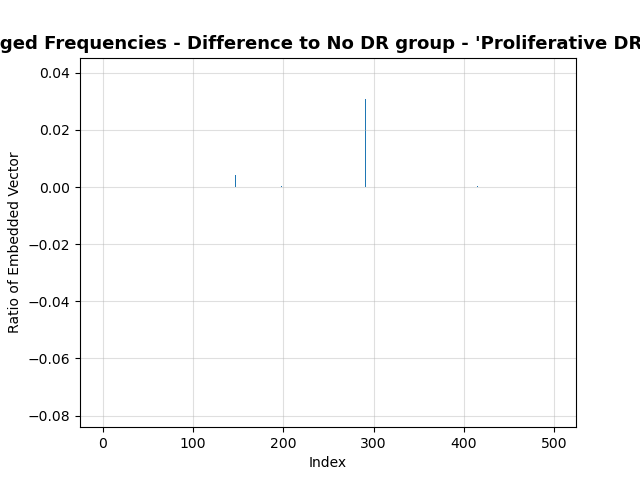 ged Frequencies - Difference to No DR group - 'Proliferative DR
0.04
0.02
0.00
−0.02
−0.04
−0.06
−0.08
Ratio of Embedded Vector
0 100 200 300 400 500
Index